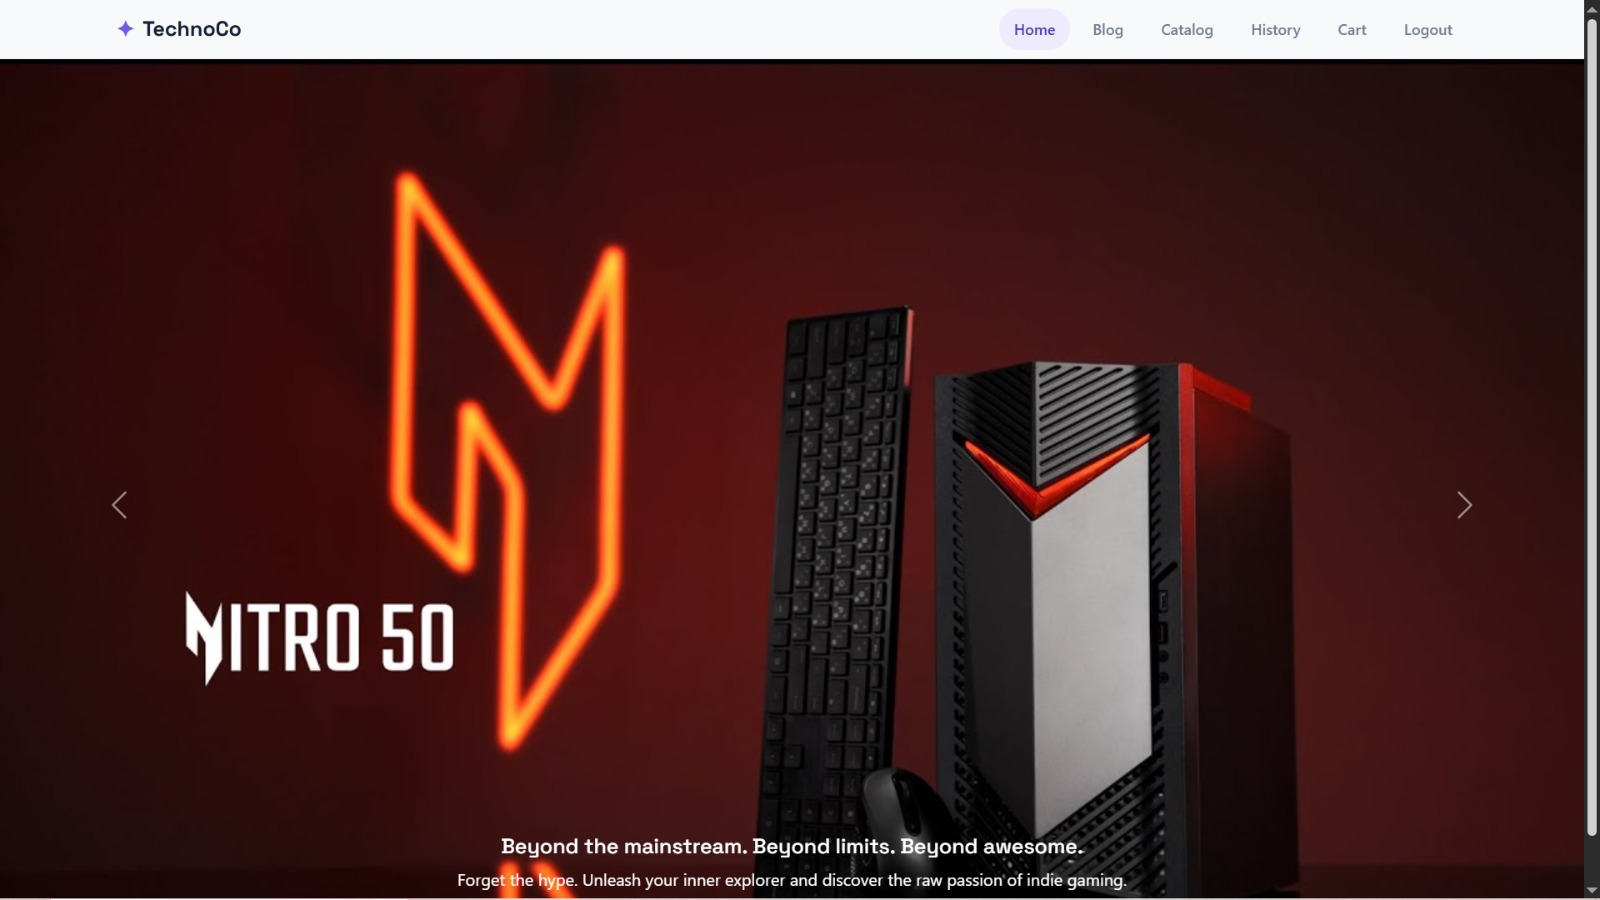 TechnoCo
Home Blog Catalog History Cart Logout
NITRO 50
Beyond the mainstream. Beyond limits. Beyond awesome.
Forget the hype. Unleash your inner explorer and discover the raw passion of indie gaming.